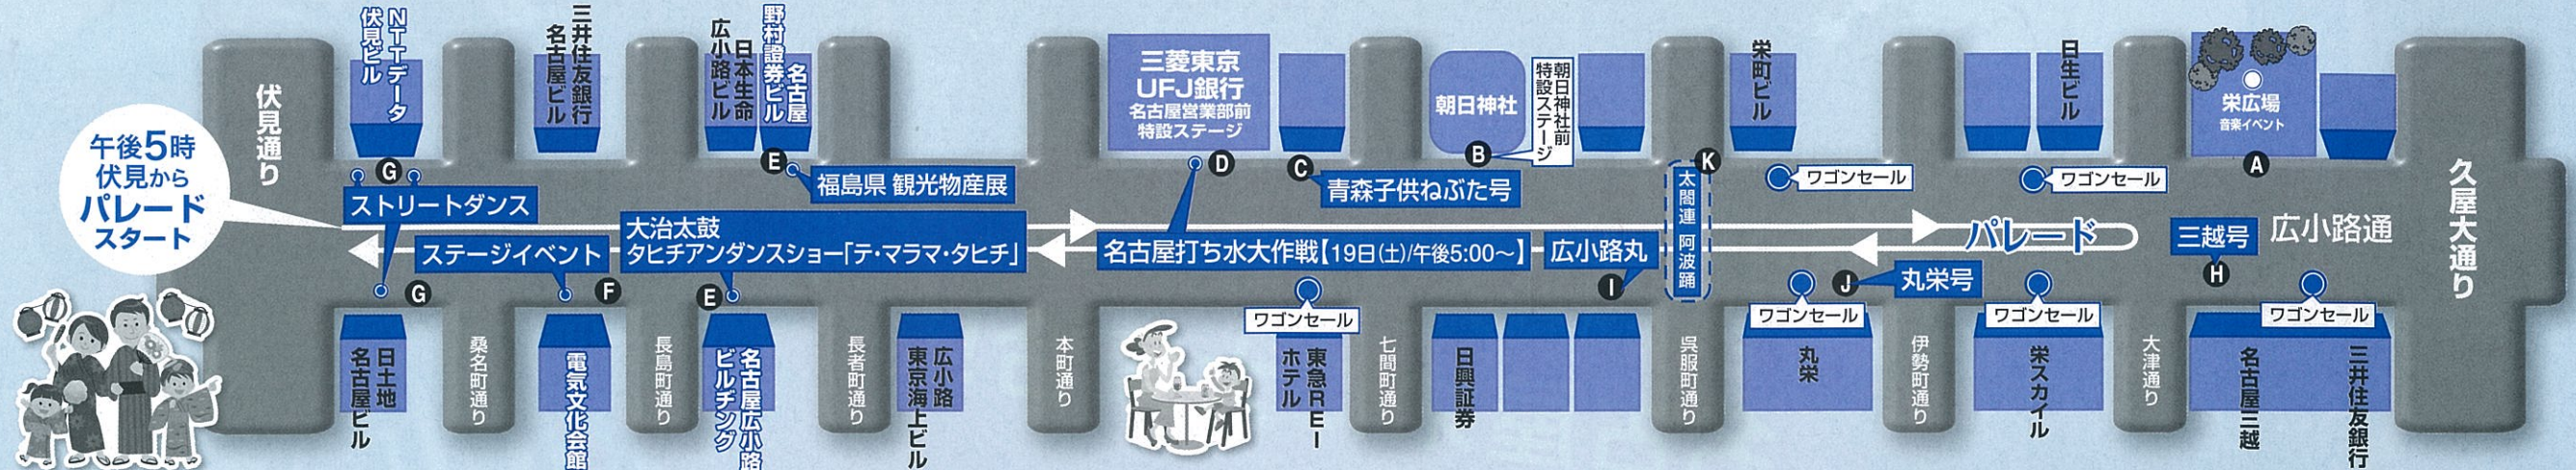 NTTデータ
伏見ビル
三井住友銀行
名古屋ビル
日本生命
広小路ビル
名古屋
野村證券ビル
三菱東京
UFJ銀行
名古屋営業部前
特設ステージ
朝日神社
朝日神社前
特設ステージ
栄町ビル
日生ビル
栄広場
音楽イベント
伏見通り
午後5時
伏見から
パレード
スタート
G
ストリートダンス
E
福島県 観光物産展
D
C
青森子供ねぶた号
B
K
太閤連 阿波踊
ワゴンセール
ワゴンセール
A
久屋大通り
大治太鼓
タヒチアンダンスショー「テ・マラマ・タヒチ」
ステージイベント
名古屋打ち水大作戦【19日(土)/午後5:00〜】
広小路丸
パレード
三越号
広小路通
G
F
E
I
J
丸栄号
H
ワゴンセール
ワゴンセール
ワゴンセール
ワゴンセール
日土地
名古屋ビル
桑名町通り
電気文化会館
長島町通り
名古屋広小路
ビルヂング
長者町通り
広小路
東京海上ビル
本町通り
東急REI
ホテル
七間町通り
日興証券
呉服町通り
丸栄
伊勢町通り
栄スカイル
大津通り
名古屋三越
三井住友銀行